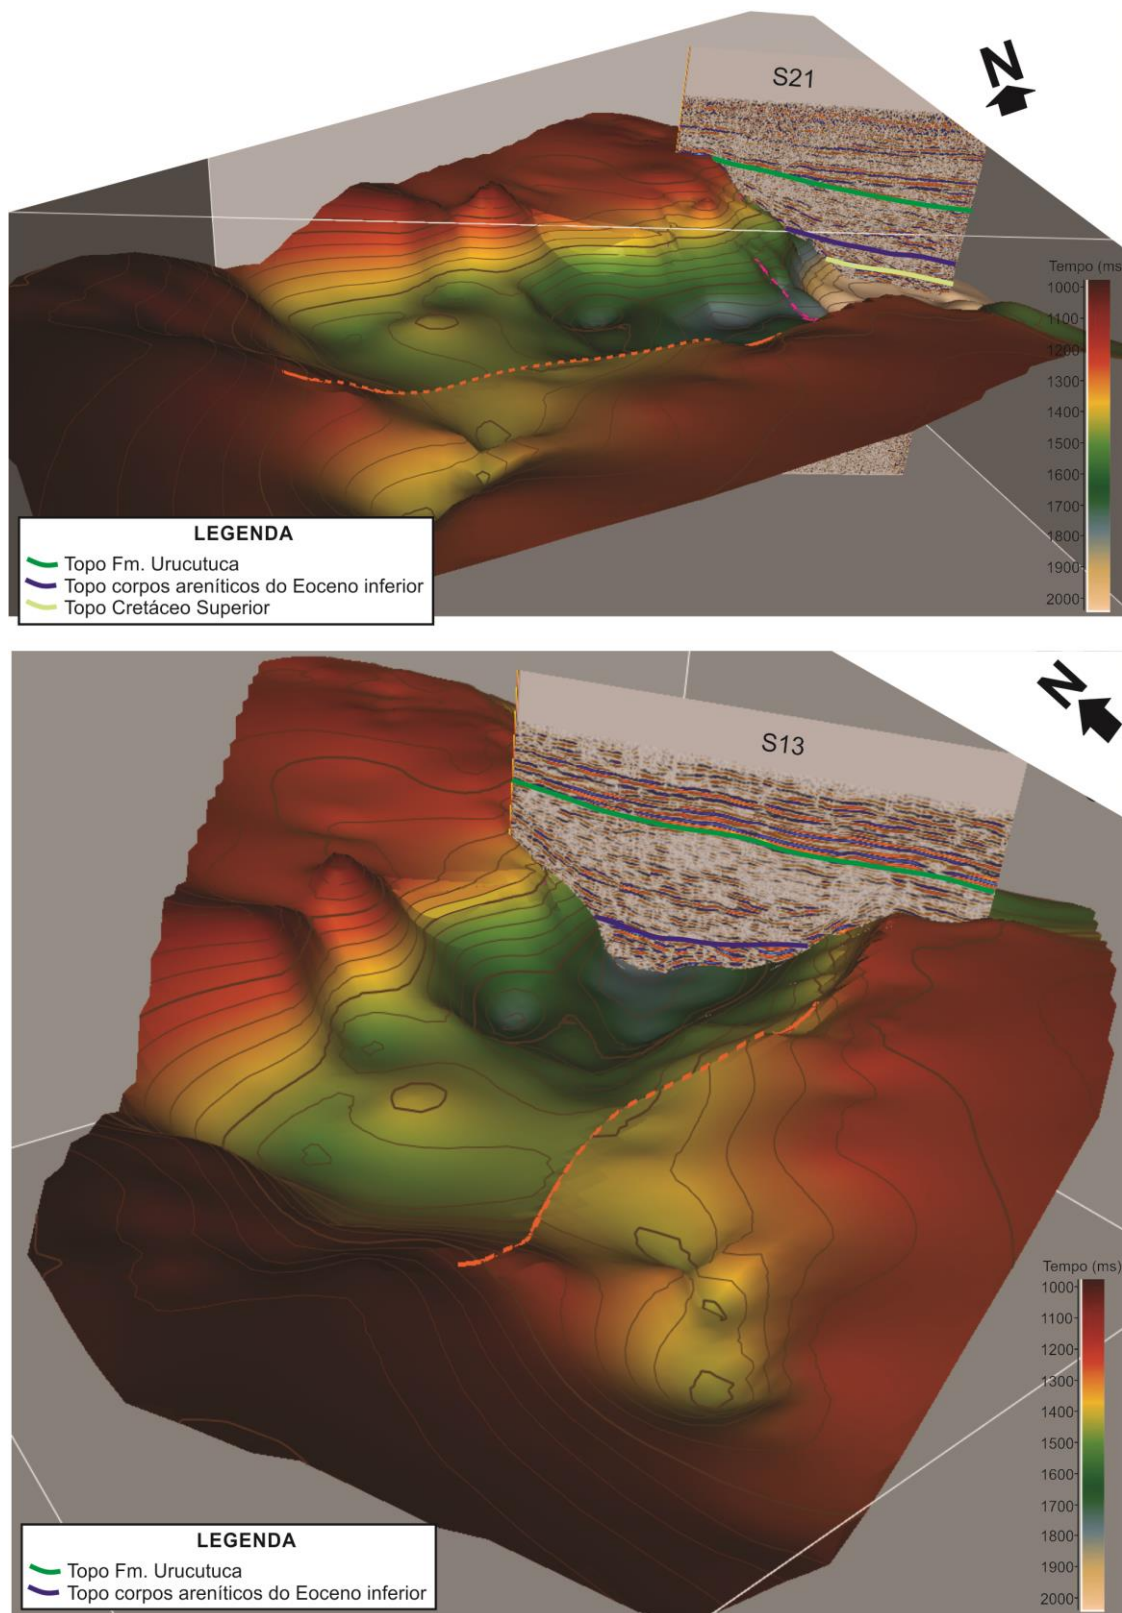 S21
N
Tempo (ms)
1000
1100
1200
1300
1400
1500
1600
1700
1800
1900
2000
LEGENDA
Topo Fm. Urucutuca
Topo corpos areníticos do Eoceno inferior
Topo Cretáceo Superior
S13
N
Tempo (ms)
1000
1100
1200
1300
1400
1500
1600
1700
1800
1900
2000
LEGENDA
Topo Fm. Urucutuca
Topo corpos areníticos do Eoceno inferior